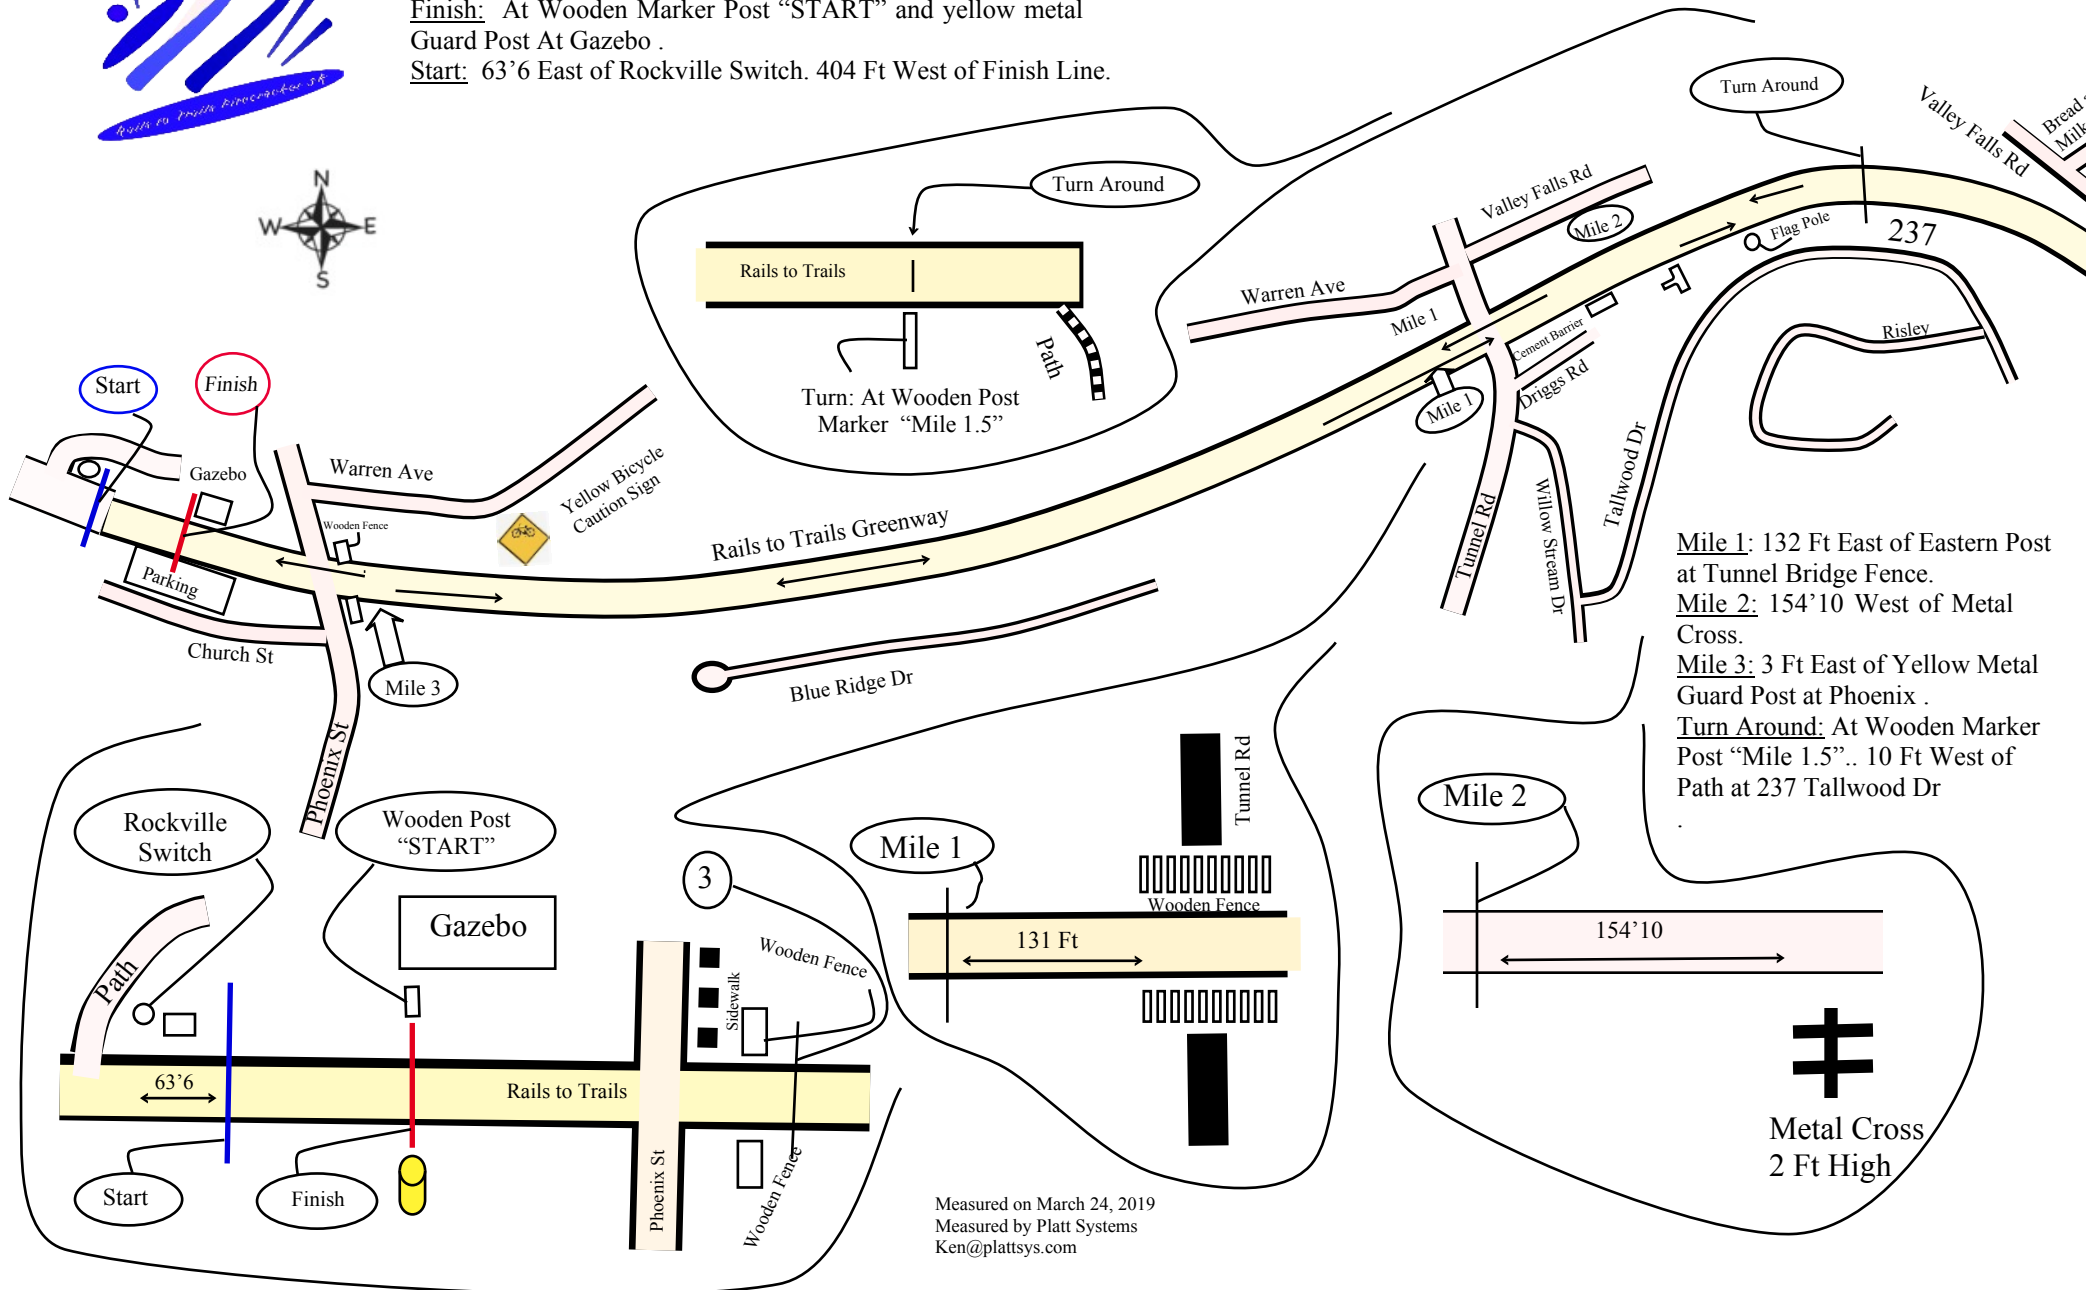 Finish: At Wooden Marker Post “START” and yellow metal
Guard Post At Gazebo .
Start: 63’6 East of Rockville Switch. 404 Ft West of Finish Line.
Rails to Trails Firecracker 5k
N
W
E
S
Turn Around
Rails to Trails
Path
Turn: At Wooden Post
Marker “Mile 1.5”
Turn Around
Valley Falls Rd
Bread
Milk
Valley Falls Rd
Mile 2
Flag Pole
237
Warren Ave
Mile 1
Cement Barrier
Driggs Rd
Mile 1
Risley
Tallwood Dr
Willow Stream Dr
Tunnel Rd
Start
Finish
Gazebo
Warren Ave
Wooden Fence
Yellow Bicycle
Caution Sign
Rails to Trails Greenway
Parking
Church St
Mile 3
Phoenix St
Blue Ridge Dr
Mile 1: 132 Ft East of Eastern Post
at Tunnel Bridge Fence.
Mile 2: 154’10 West of Metal
Cross.
Mile 3: 3 Ft East of Yellow Metal
Guard Post at Phoenix .
Turn Around: At Wooden Marker
Post “Mile 1.5”.. 10 Ft West of
Path at 237 Tallwood Dr
.
Rockville
Switch
Wooden Post
“START”
Gazebo
3
Wooden Fence
Sidewalk
Path
63’6
Rails to Trails
Start
Finish
Phoenix St
Wooden Fence
Mile 1
Tunnel Rd
Wooden Fence
131 Ft
Mile 2
154’10
Metal Cross
2 Ft High
Measured on March 24, 2019
Measured by Platt Systems
Ken@plattsys.com